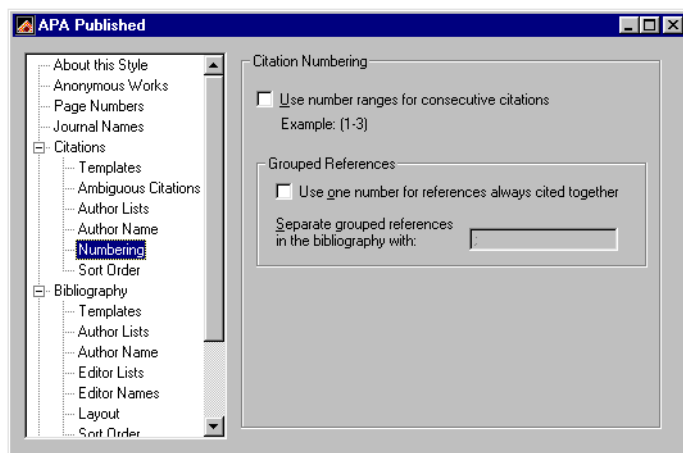 APA Published
About this Style
Anonymous Works
Page Numbers
Journal Names
Citations
Templates
Ambiguous Citations
Author Lists
Author Name
Numbering
Sort Order
Bibliography
Templates
Author Lists
Author Name
Editor Lists
Editor Names
Layout
Sort Order
Citation Numbering
Use number ranges for consecutive citations
Example: (1-3)
Grouped References
Use one number for references always cited together
Separate grouped references
in the bibliography with: ;